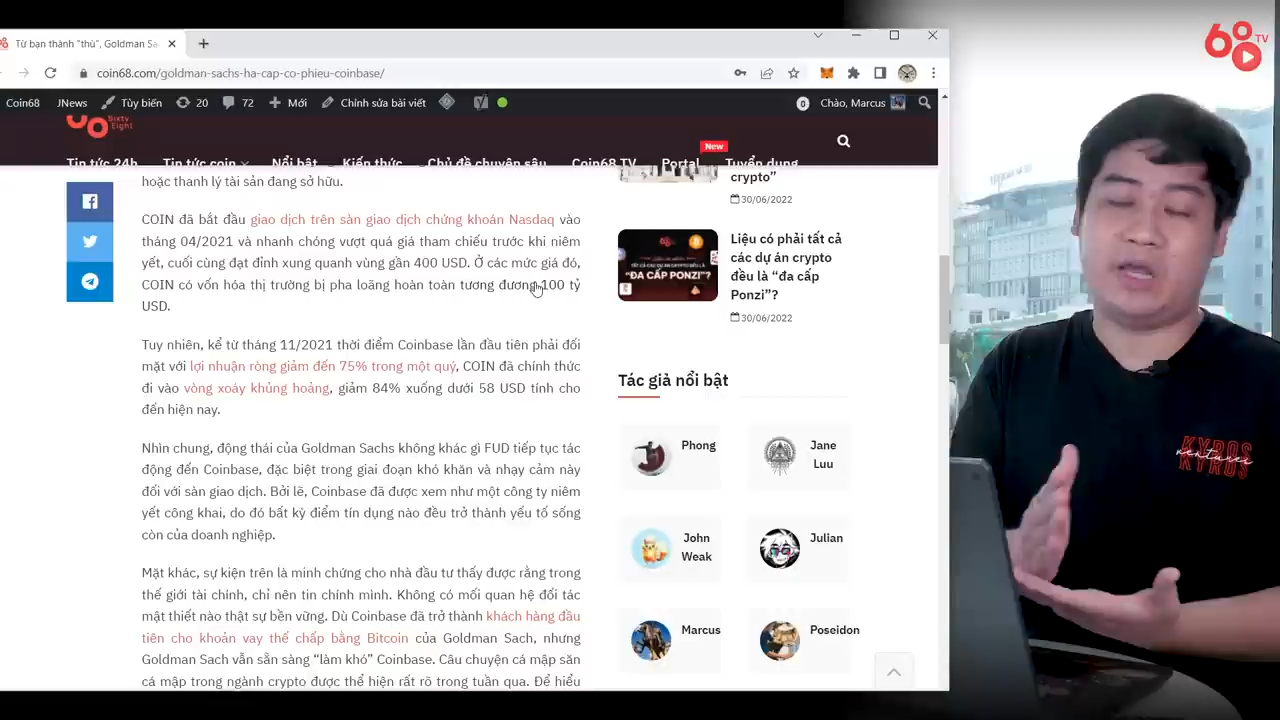 Từ bạn thành "thù", Goldman Sa
coin68.com/goldman-sachs-ha-cap-co-phieu-coinbase/
Coin68
JNews
Tùy biến
20
72
Mới
Chỉnh sửa bài viết
0
Chào, Marcus
Sixty
Eight
New
Tin tức 24h
Tin tức coin
Nổi bật
Kiến thức
Chủ đề chuyên sâu
Coin68 TV
Portal
Tuyển dụng
hoặc thanh lý tài sản đang sở hữu.
COIN đã bắt đầu giao dịch trên sàn giao dịch chứng khoán Nasdaq vào
tháng 04/2021 và nhanh chóng vượt quá giá tham chiếu trước khi niêm
yết, cuối cùng đạt đỉnh xung quanh vùng gần 400 USD. Ở các mức giá đó,
COIN có vốn hóa thị trường bị pha loãng hoàn toàn tương đương 100 tỷ
USD.
Tuy nhiên, kể từ tháng 11/2021 thời điểm Coinbase lần đầu tiên phải đối
mặt với lợi nhuận ròng giảm đến 75% trong một quý, COIN đã chính thức
đi vào vòng xoáy khủng hoảng, giảm 84% xuống dưới 58 USD tính cho
đến hiện nay.
Nhìn chung, động thái của Goldman Sachs không khác gì FUD tiếp tục tác
động đến Coinbase, đặc biệt trong giai đoạn khó khăn và nhạy cảm này
đối với sàn giao dịch. Bởi lẽ, Coinbase đã được xem như một công ty niêm
yết công khai, do đó bất kỳ điểm tín dụng nào đều trở thành yếu tố sống
còn của doanh nghiệp.
Mặt khác, sự kiện trên là minh chứng cho nhà đầu tư thấy được rằng trong
thế giới tài chính, chỉ nên tin chính mình. Không có mối quan hệ đối tác
mật thiết nào thật sự bền vững. Dù Coinbase đã trở thành khách hàng đầu
tiên cho khoản vay thế chấp bằng Bitcoin của Goldman Sach, nhưng
Goldman Sach vẫn sẵn sàng "làm khó" Coinbase. Câu chuyện cá mập săn
cá mập trong ngành crypto được thể hiện rất rõ trong tuần qua. Để hiểu
crypto"
30/06/2022
"ĐA CẤP PONZI"?
Liệu có phải tất cả
các dự án crypto
đều là "đa cấp
Ponzi"?
30/06/2022
Tác giả nổi bật
Phong
Jane
Luu
John
Weak
Julian
Marcus
Poseidon
68 TV
KYROS
ventures
KYROS